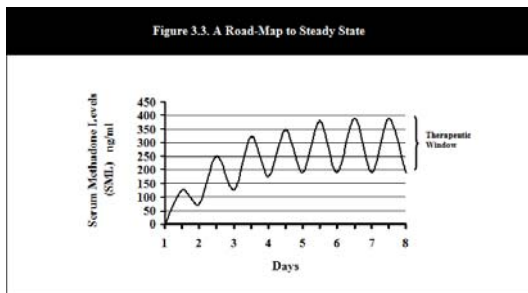 Figure 3.3. A Road-Map to Steady State
Serum Methadone Levels
(SML) ng/ml
450
400
350
300
250
200
150
100
50
0
1 2 3 4 5 6 7 8
Days
Therapeutic
Window